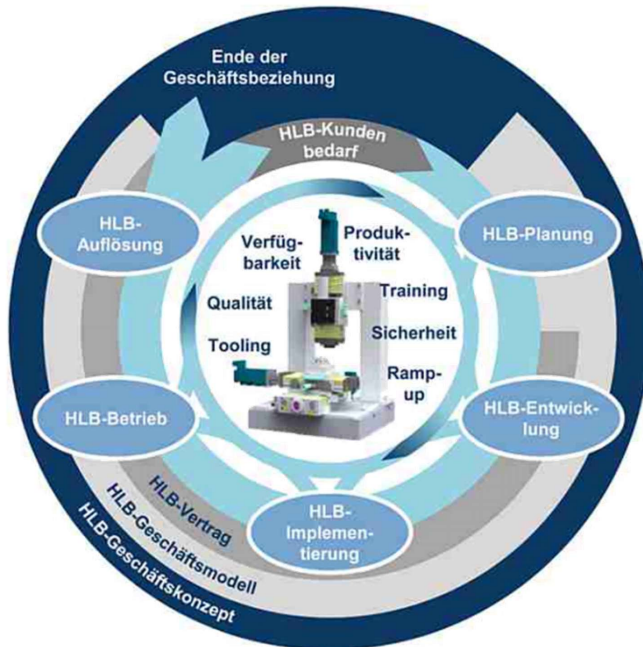 Ende der
Geschäftsbeziehung
HLB-Kunden
bedarf
HLB-
Auflösung
HLB-Planung
Verfüg-
barkeit
Produk-
tivität
Qualität
Training
Tooling
Sicherheit
Ramp-
up
HLB-Betrieb
HLB-Entwick-
lung
HLB-
Implemen-
tierung
HLB-Vertrag
HLB-Geschäftsmodell
HLB-Geschäftskonzept